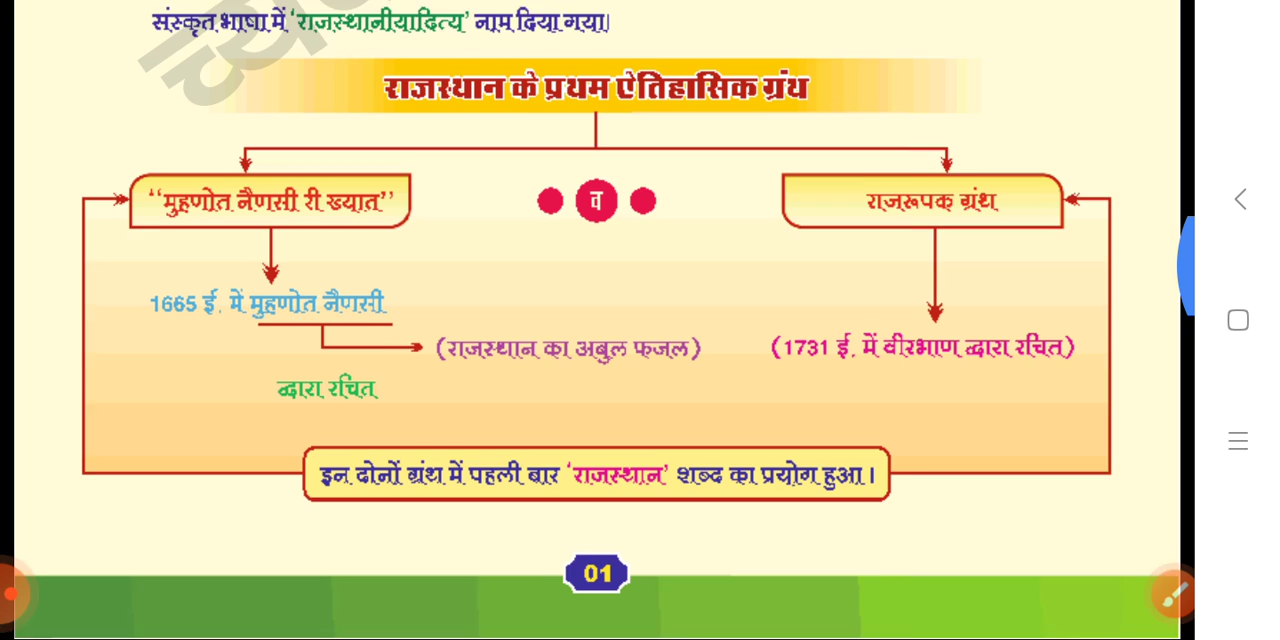 संस्कृत भाषा में ‘राजस्थानीयादित्य’ नाम दिया गया।
राजस्थान के प्रथम ऐतिहासिक ग्रंथ
‘‘मुहणोत नैणसी री ख्यात’’
व
राजरूपक ग्रंथ
1665 ई. में मुहणोत नैणसी
(राजस्थान का अबुल फजल)
(1731 ई. में वीरभाण द्वारा रचित)
द्वारा रचित
इन दोनों ग्रंथ में पहली बार ‘राजस्थान’ शब्द का प्रयोग हुआ।
01